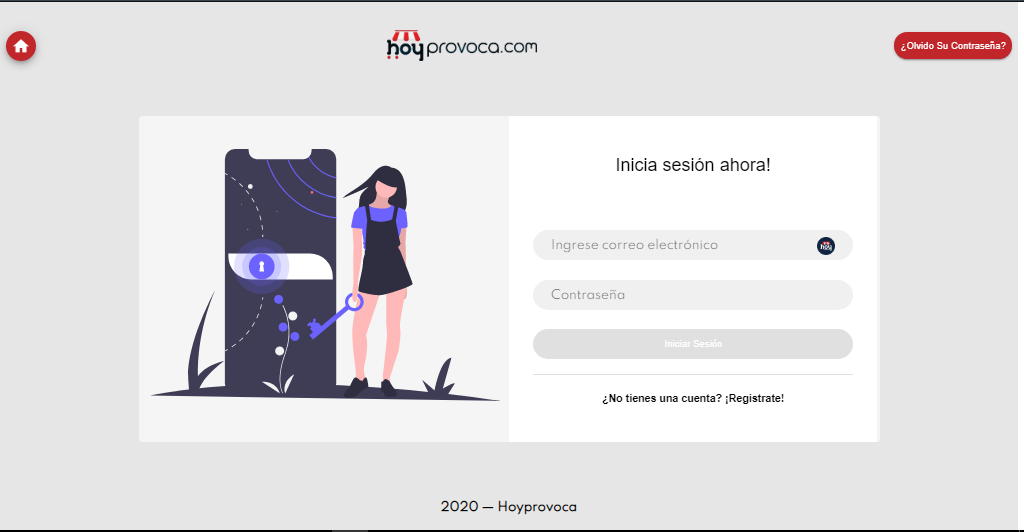 hoyprovoca.com
¿Olvido Su Contraseña?
Inicia sesión ahora!
Ingrese correo electrónico
hoy
Contraseña
Iniciar Sesión
¿No tienes una cuenta? ¡Registrate!
2020 — Hoyprovoca